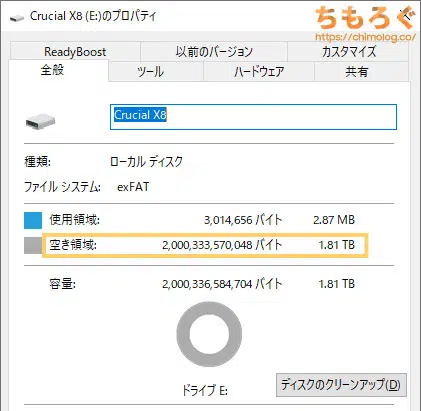 Crucial X8 (E:)のプロパティ
ちもろぐ
https://chimolog.co/
ReadyBoost 以前のバージョン カスタマイズ
全般 ツール ハードウェア 共有
Crucial X8
種類: ローカル ディスク
ファイル システム: exFAT
使用領域: 3,014,656 バイト 2.87 MB
空き領域: 2,000,333,570,048 バイト 1.81 TB
容量: 2,000,336,584,704 バイト 1.81 TB
ドライブ E: ディスクのクリーンアップ(D)